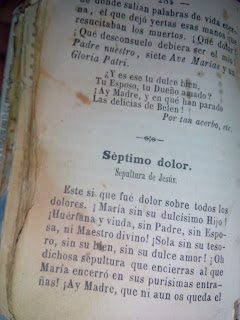 284
de donde salían palabras de vida eter-
na, el que dejó yertas esas manos que
resucitaban los muertos. ¡Qué dolor!
¡Qué desconsuelo debiera ser el mio!
Padre nuestro, siete Ave Marías y un
Gloria Patri.
¿Y es ese tu dulce bien,
Tu Esposo, tu Dueño amado?
¡Ay Madre, y en qué han parado
Las delicias de Belen!
Por tan acerbo, etc.
Séptimo dolor.
Sepultura de Jesús.
Este sí que fué dolor sobre todos los
dolores. ¡María sin su dulcísimo Hijo!
¡Huérfana y viuda, sin Padre, sin Espo-
so, ni Maestro divino! ¡Sola sin su teso-
ro, sin su bien, sin su dulce amor! ¡Oh
dichosa sepultura que encierras al que
María encerró en sus purísimas entra-
ñas! ¡Ay Madre, que ni aun os queda el